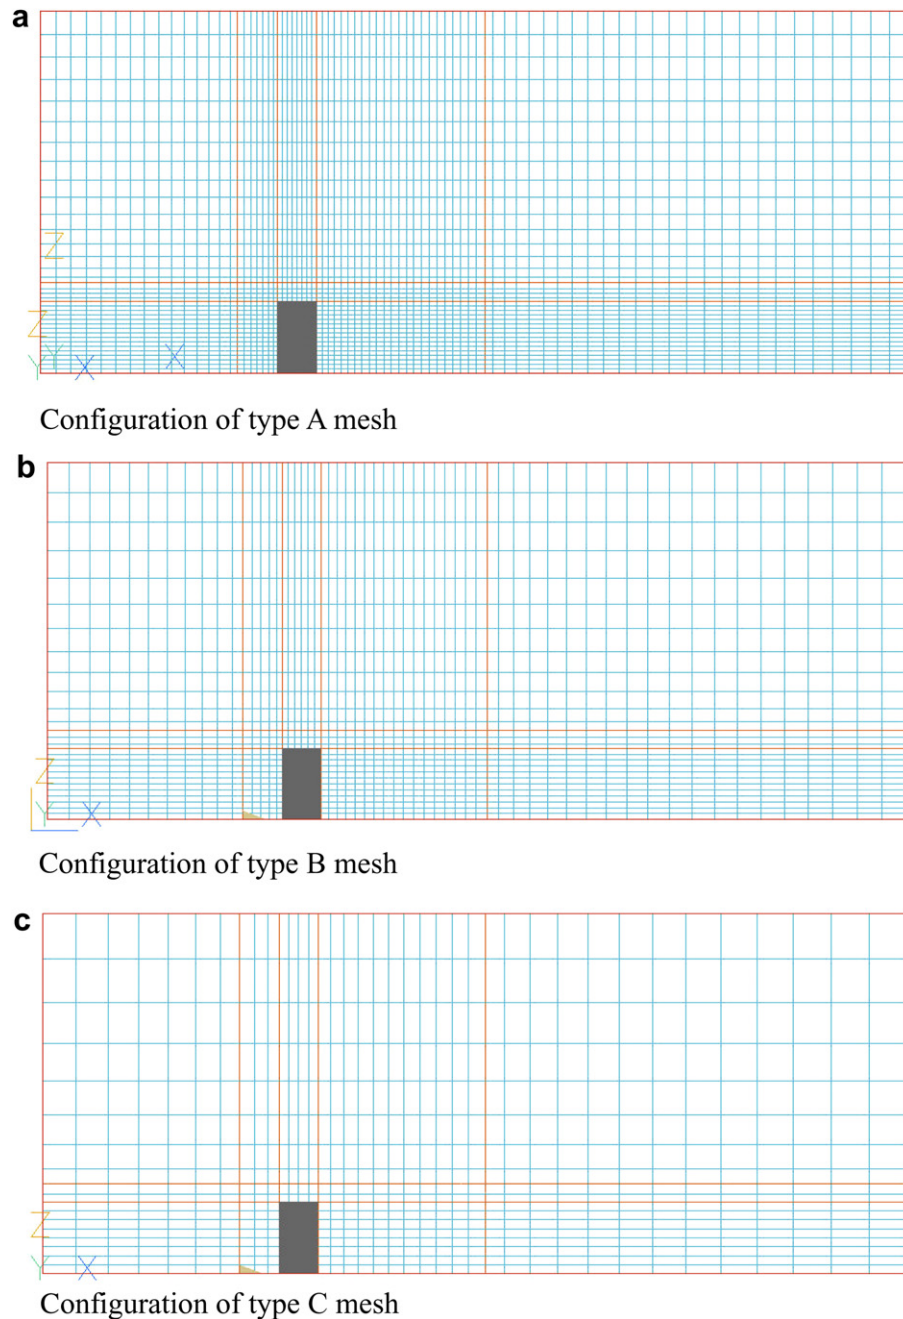 a
Z
Z
Y Y X X
Configuration of type A mesh
b
Z
Y X
Configuration of type B mesh
c
Z
Y X
Configuration of type C mesh